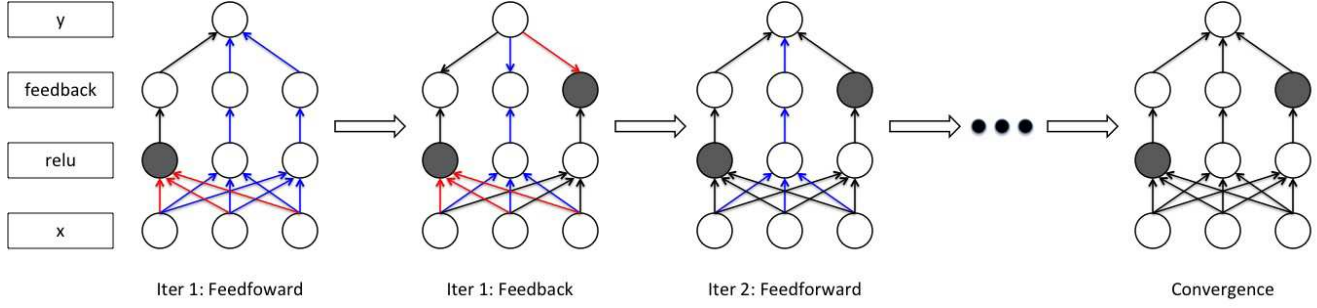 y
feedback
relu
x
Iter 1: Feedfoward
Iter 1: Feedback
Iter 2: Feedforward
Convergence